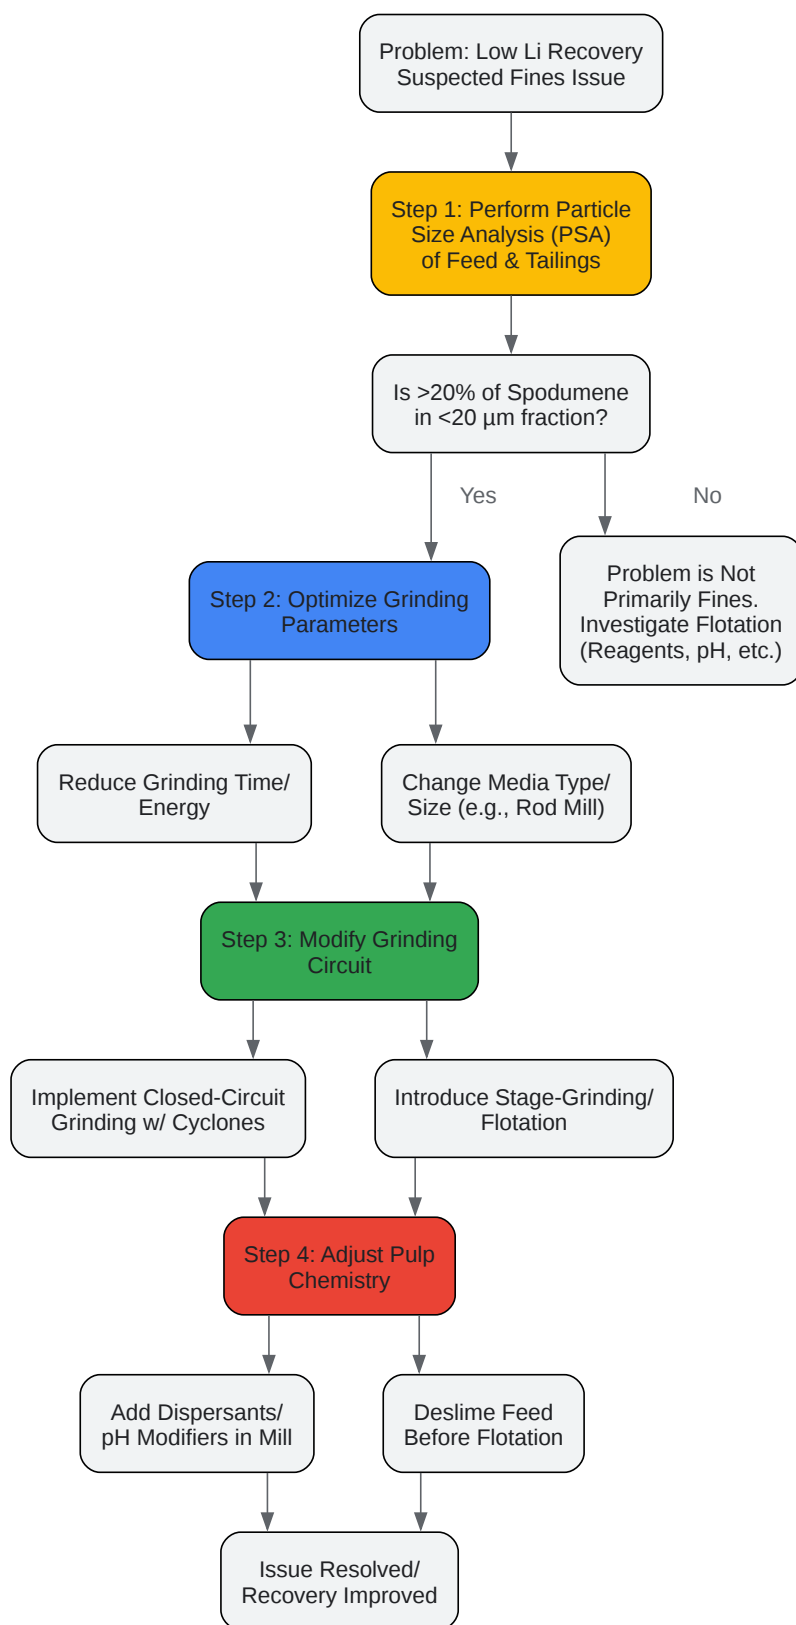 Problem: Low Li Recovery
Suspected Fines Issue
Step 1: Perform Particle
Size Analysis (PSA)
of Feed & Tailings
Is >20% of Spodumene
in <20 µm fraction?
Yes
No
Step 2: Optimize Grinding
Parameters
Problem is Not
Primarily Fines.
Investigate Flotation
(Reagents, pH, etc.)
Reduce Grinding Time/
Energy
Change Media Type/
Size (e.g., Rod Mill)
Step 3: Modify Grinding
Circuit
Implement Closed-Circuit
Grinding w/ Cyclones
Introduce Stage-Grinding/
Flotation
Step 4: Adjust Pulp
Chemistry
Add Dispersants/
pH Modifiers in Mill
Deslime Feed
Before Flotation
Issue Resolved/
Recovery Improved